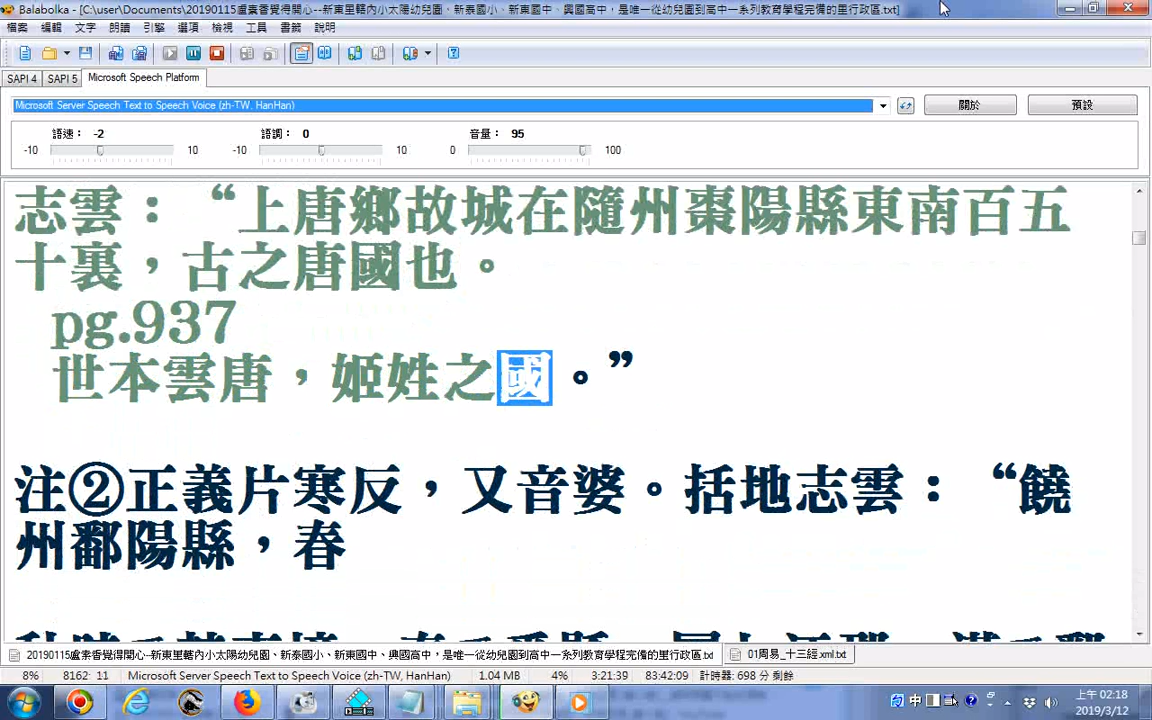 Balabolka - [C:\user\Documents\20190115盧素香覺得開心--新東里轄內小太陽幼兒園、新泰國小、新東國中、興國高中，是唯一從幼兒園到高中一系列教育學程完備的里行政區.txt]
檔案 編輯 文字 朗讀 引擎 選項 檢視 工具 書籤 說明
SAPI 4 SAPI 5 Microsoft Speech Platform
Microsoft Server Speech Text to Speech Voice (zh-TW, HanHan) 關於 預設
語速： -2 語調： 0 音量： 95
-10 10 -10 10 0 100
志雲：“上唐鄉故城在隨州棗陽縣東南百五
十裏，古之唐國也。
pg.937
世本雲唐，姬姓之國。”
注②正義片寒反，又音婆。括地志雲：“饒
州鄱陽縣，春
20190115盧素香覺得開心--新東里轄內小太陽幼兒園、新泰國小、新東國中、興國高中，是唯一從幼兒園到高中一系列教育學程完備的里行政區.txt 01周易_十三經.xml.txt
8% 8162: 11 Microsoft Server Speech Text to Speech Voice (zh-TW, HanHan) 1.04 MB 4% 3:21:39 83:42:09 計時器: 698 分 剩餘
中 上午 02:18
2019/3/12